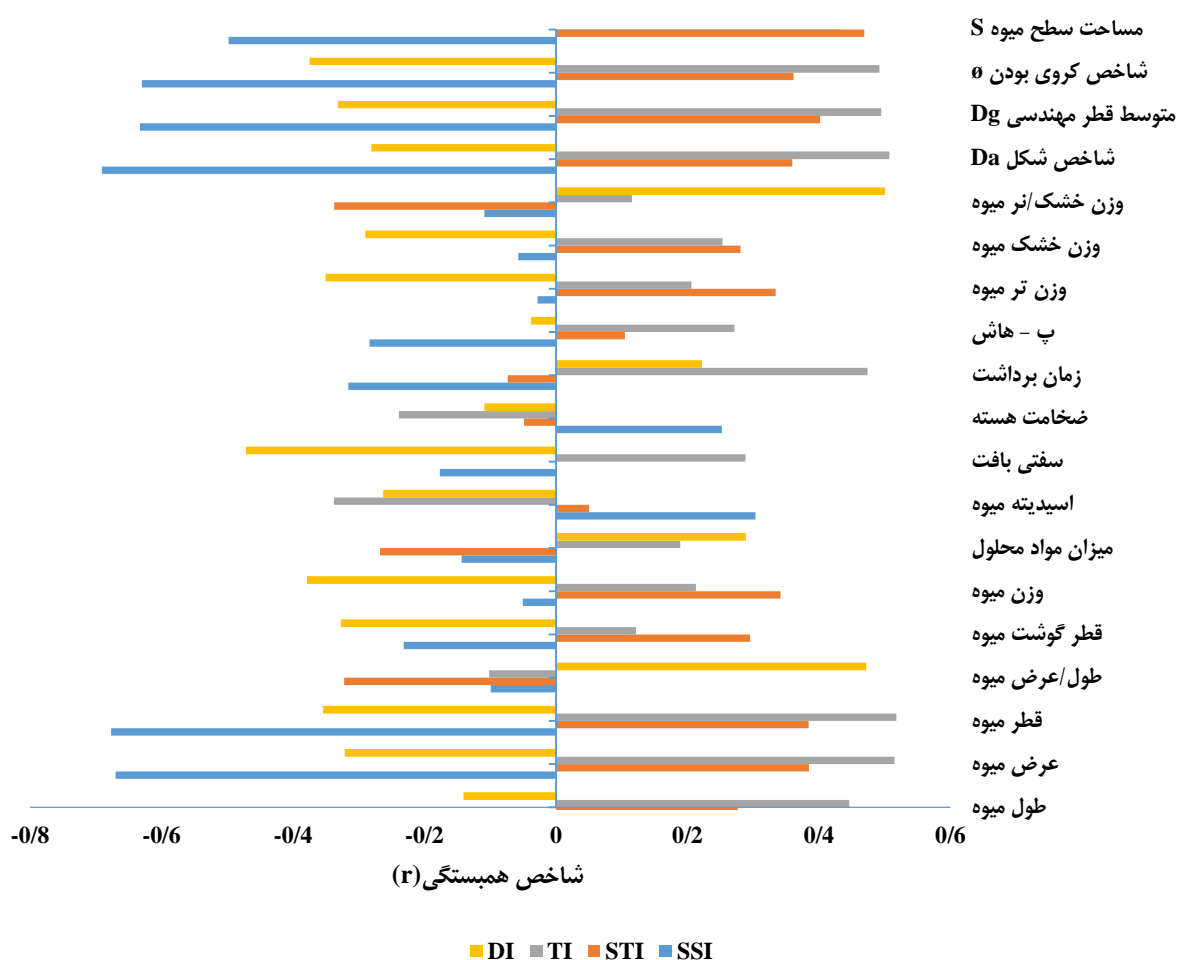 مساحت سطح میوه S
شاخص کروی بودن ø
متوسط قطر مهندسی Dg
شاخص شکل Da
وزن خشک/نر میوه
وزن خشک میوه
وزن تر میوه
پ - هاش
زمان برداشت
ضخامت هسته
سفتی بافت
اسیدیته میوه
میزان مواد محلول
وزن میوه
قطر گوشت میوه
طول/عرض میوه
قطر میوه
عرض میوه
طول میوه
-0/8 -0/6 -0/4 -0/2 0 0/2 0/4 0/6
شاخص همبستگی(r)
DI TI STI SSI